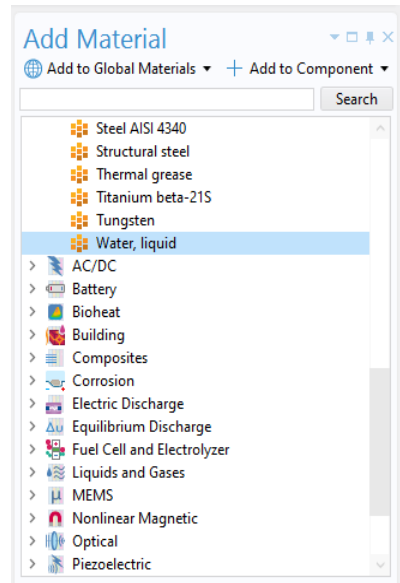 Add Material
Add to Global Materials + Add to Component
Search
Steel AISI 4340
Structural steel
Thermal grease
Titanium beta-21S
Tungsten
Water, liquid
AC/DC
Battery
Bioheat
Building
Composites
Corrosion
Electric Discharge
Δu Equilibrium Discharge
Fuel Cell and Electrolyzer
Liquids and Gases
μ MEMS
Nonlinear Magnetic
Optical
Piezoelectric